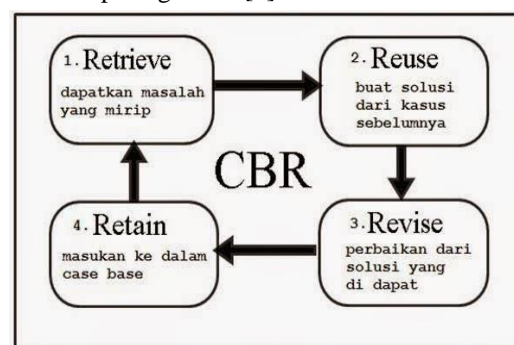 1. Retrieve
dapatkan masalah
yang mirip
2. Reuse
buat solusi
dari kasus
sebelumnya
CBR
4. Retain
masukan ke dalam
case base
3. Revise
perbaikan dari
solusi yang
di dapat